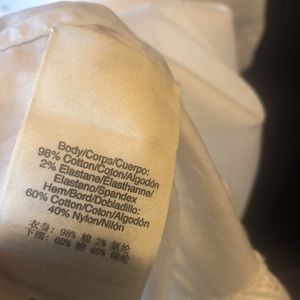 Body/Corps/Cuerpo:
98% Cotton/Coton/Algodón
2% Elastane/Elasthanne/
Elastano/Spandex
Hem/Bord/Dobladillo:
60% Cotton/Coton/Algodón
40% Nylon/Nilón
衣身: 98% 棉 2% 氨纶
下摆: 60% 棉 40% 锦纶